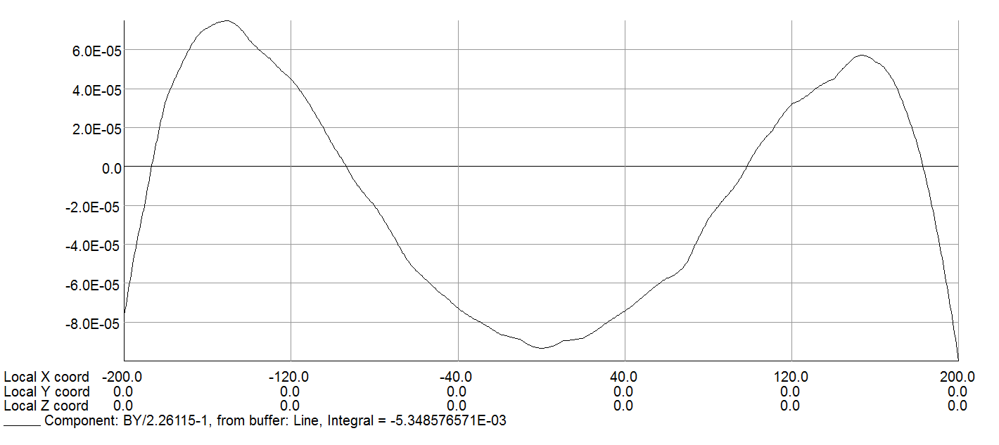 6.0E-05
4.0E-05
2.0E-05
0.0
-2.0E-05
-4.0E-05
-6.0E-05
-8.0E-05
Local X coord -200.0 -120.0 -40.0 40.0 120.0 200.0
Local Y coord 0.0 0.0 0.0 0.0 0.0 0.0
Local Z coord 0.0 0.0 0.0 0.0 0.0 0.0
Component: BY/2.26115-1, from buffer: Line, Integral = -5.348576571E-03